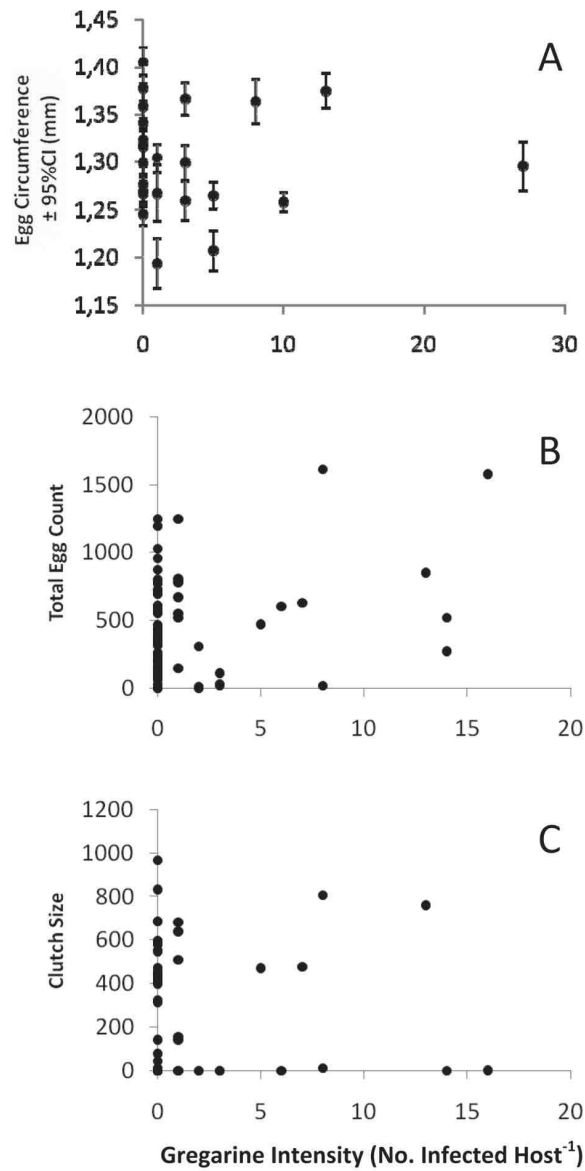 A
Egg Circumference
± 95%CI (mm)
1,45
1,40
1,35
1,30
1,25
1,20
1,15
0 10 20 30
B
Total Egg Count
2000
1500
1000
500
0
0 5 10 15 20
C
Clutch Size
1200
1000
800
600
400
200
0
0 5 10 15 20
Gregarine Intensity (No. Infected Host⁻¹)